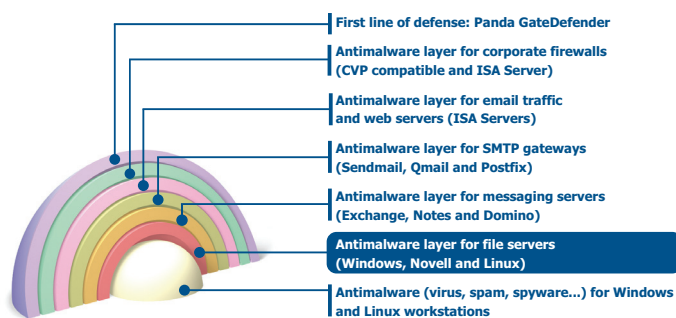 First line of defense: Panda GateDefender
Antimalware layer for corporate firewalls
(CVP compatible and ISA Server)
Antimalware layer for email traffic
and web servers (ISA Servers)
Antimalware layer for SMTP gateways
(Sendmail, Qmail and Postfix)
Antimalware layer for messaging servers
(Exchange, Notes and Domino)
Antimalware layer for file servers
(Windows, Novell and Linux)
Antimalware (virus, spam, spyware...) for Windows
and Linux workstations